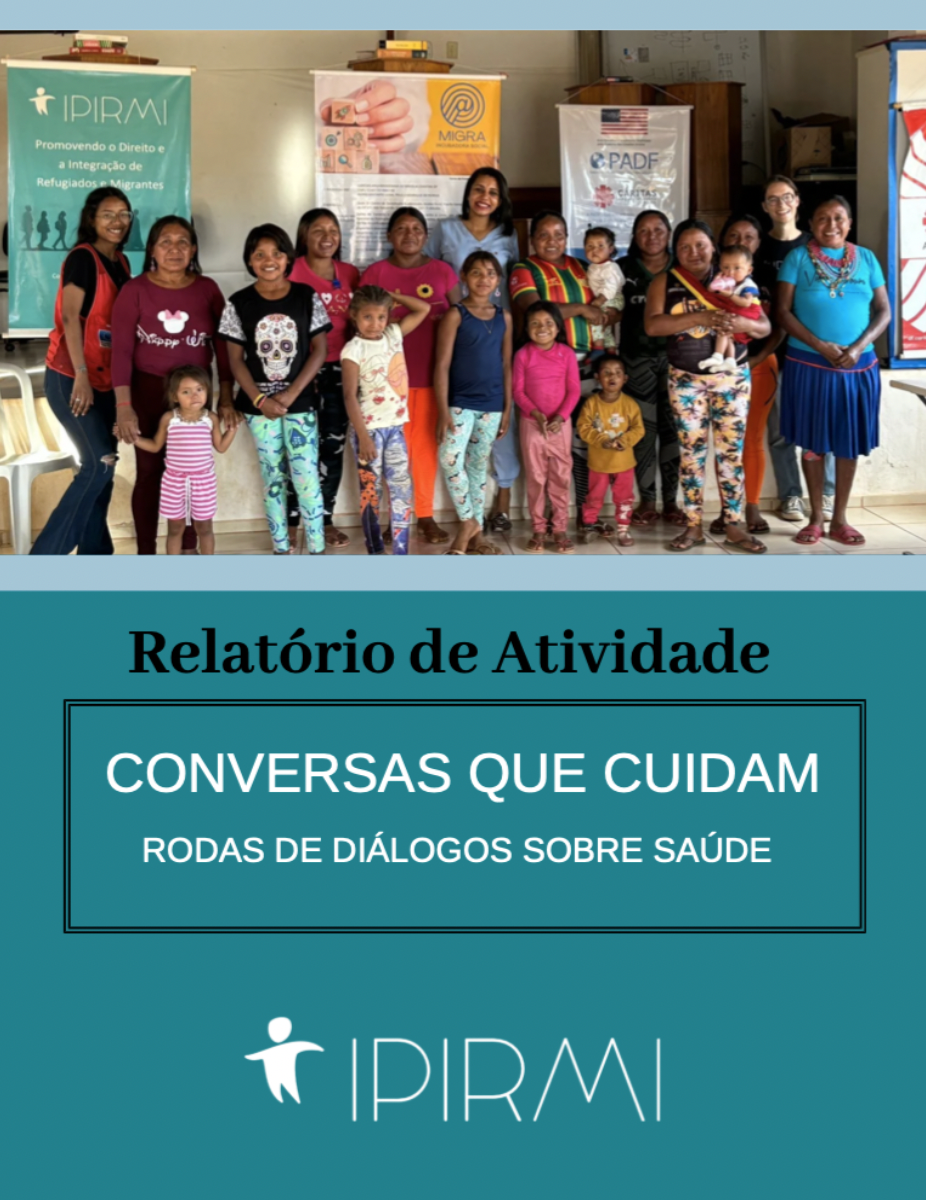 IPIRMI
Promovendo o Direito e
a Integração de
Refugiados e Migrantes
@
MIGRA
PADF
Relatório de Atividade
CONVERSAS QUE CUIDAM
RODAS DE DIÁLOGOS SOBRE SAÚDE
IPIRMI